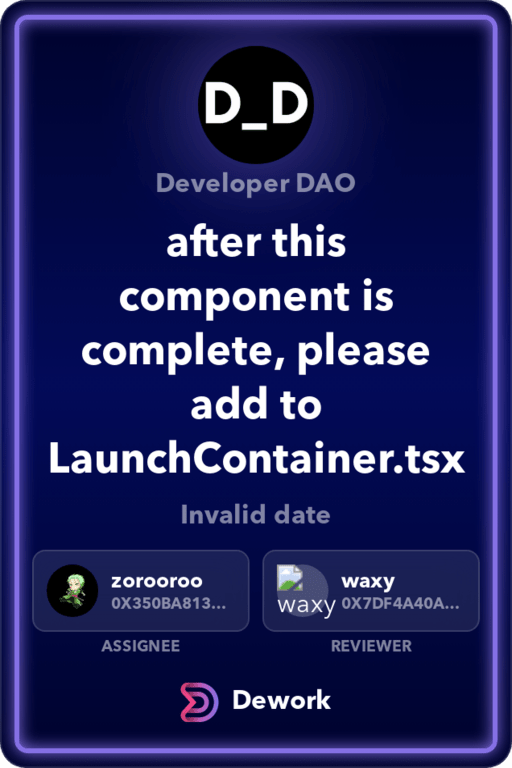 D_D
Developer DAO
after this
component is
complete, please
add to
LaunchContainer.tsx
Invalid date
zorooroo
0X350BA813...
waxy
waxy
0X7DF4A40A...
ASSIGNEE
REVIEWER
Dework